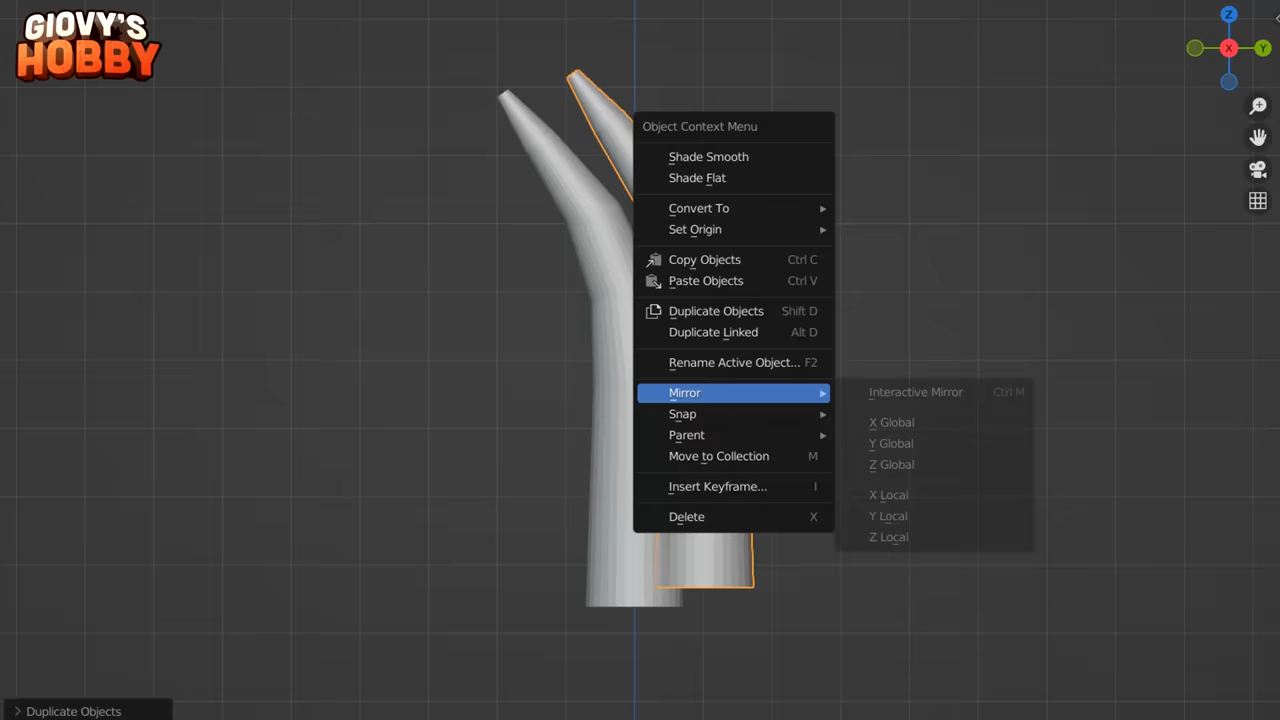 GIOVY'S
HOBBY
Z
X
Y
Object Context Menu
Shade Smooth
Shade Flat
Convert To
Set Origin
Copy Objects Ctrl C
Paste Objects Ctrl V
Duplicate Objects Shift D
Duplicate Linked Alt D
Rename Active Object... F2
Mirror
Snap
Parent
Move to Collection M
Insert Keyframe... I
Delete X
Interactive Mirror Ctrl M
X Global
Y Global
Z Global
X Local
Y Local
Z Local
Duplicate Objects